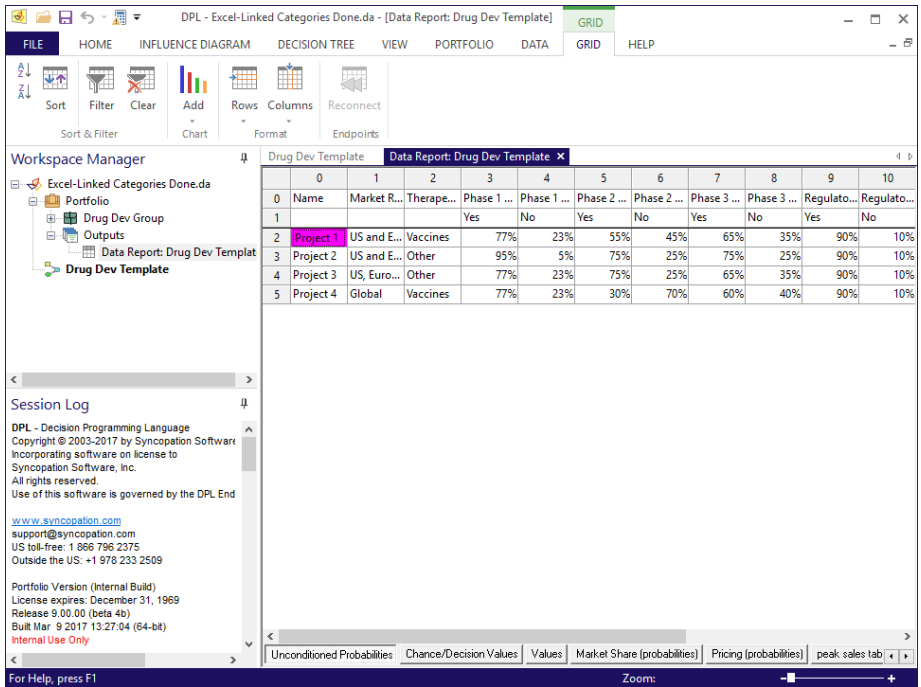 DPL - Excel-Linked Categories Done.da - [Data Report: Drug Dev Template]
GRID
FILE HOME INFLUENCE DIAGRAM DECISION TREE VIEW PORTFOLIO DATA GRID HELP
Sort Filter Clear Add Rows Columns Reconnect
Sort & Filter Chart Format Endpoints
Workspace Manager
Excel-Linked Categories Done.da
Portfolio
Drug Dev Group
Outputs
Data Report: Drug Dev Templat
Drug Dev Template
Session Log
DPL - Decision Programming Language
Copyright © 2003-2017 by Syncopation Software
Incorporating software on license to
Syncopation Software, Inc.
All rights reserved.
Use of this software is governed by the DPL End
www.syncopation.com
support@syncopation.com
US toll-free: 1 866 796 2375
Outside the US: +1 978 233 2509
Portfolio Version (Internal Build)
License expires: December 31, 1969
Release 9.00.00 (beta 4b)
Built Mar 9 2017 13:27:04 (64-bit)
Internal Use Only
Drug Dev Template Data Report: Drug Dev Template
0 1 2 3 4 5 6 7 8 9 10
0 Name Market R... Therape... Phase 1 ... Phase 1 ... Phase 2 ... Phase 2 ... Phase 3 ... Phase 3 ... Regulato... Regulato...
1 Yes No Yes No Yes No Yes No
2 Project 1 US and E... Vaccines 77% 23% 55% 45% 65% 35% 90% 10%
3 Project 2 US and E... Other 95% 5% 75% 25% 75% 25% 90% 10%
4 Project 3 US, Euro... Other 77% 23% 75% 25% 65% 35% 90% 10%
5 Project 4 Global Vaccines 77% 23% 30% 70% 60% 40% 90% 10%
Unconditioned Probabilities Chance/Decision Values Values Market Share (probabilities) Pricing (probabilities) peak sales tab
For Help, press F1 Zoom: